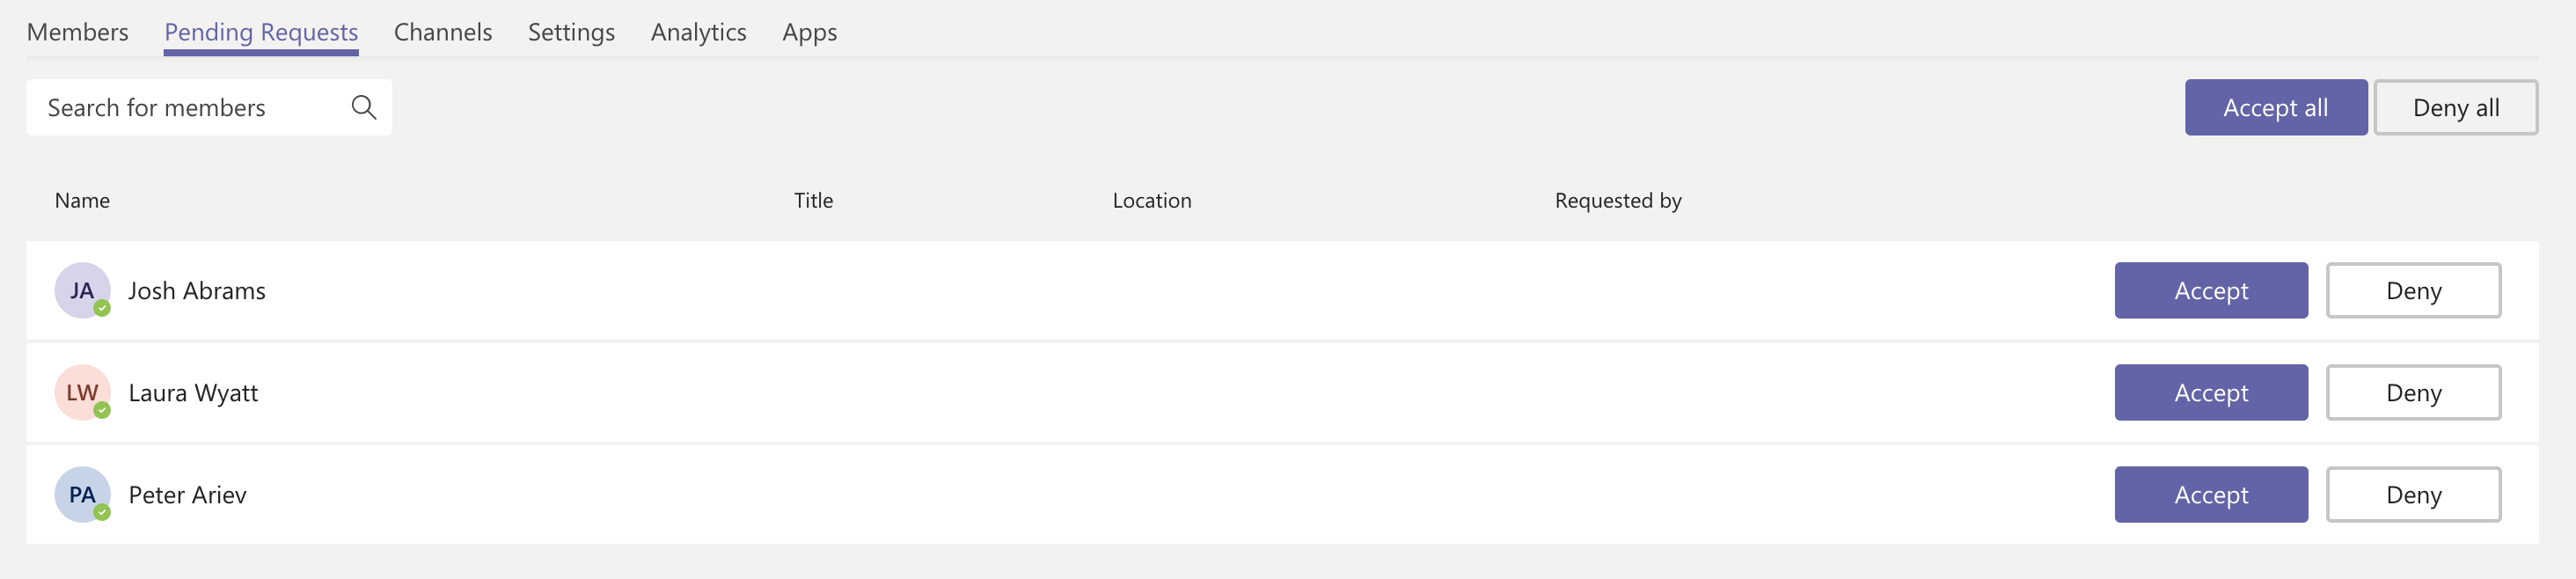 Members Pending Requests Channels Settings Analytics Apps
Search for members Accept all Deny all
Name Title Location Requested by
JA Josh Abrams Accept Deny
LW Laura Wyatt Accept Deny
PA Peter Ariev Accept Deny